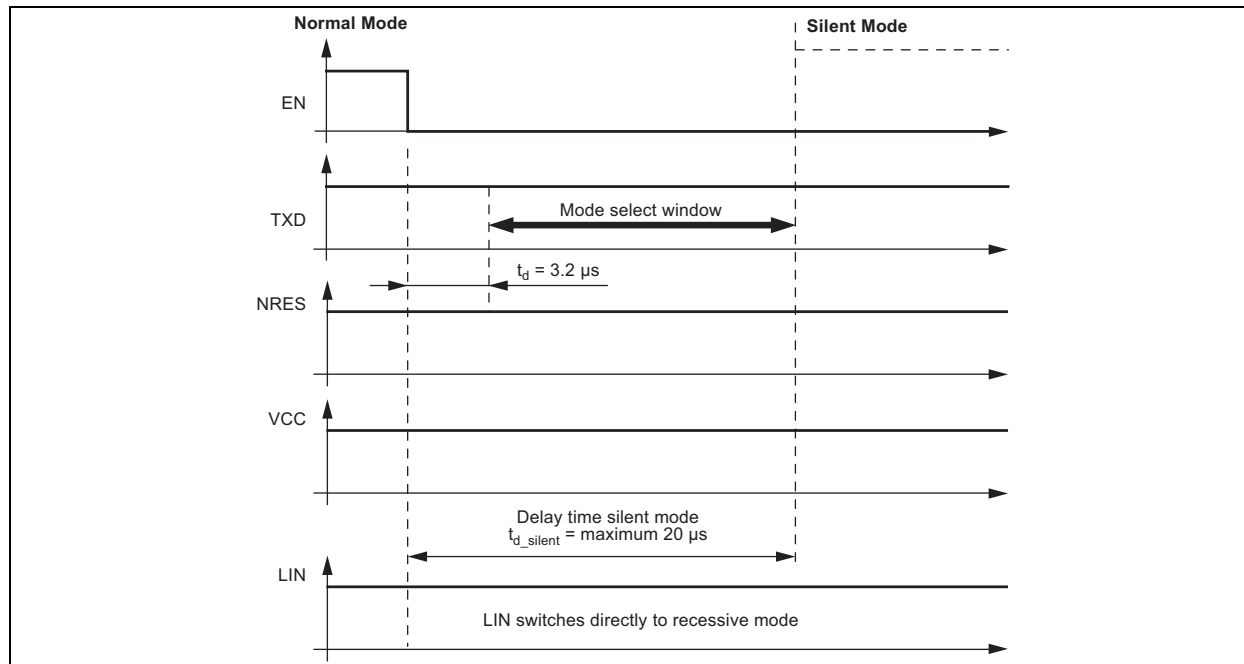 Normal Mode
Silent Mode
EN
TXD
Mode select window
t_d = 3.2 µs
NRES
VCC
Delay time silent mode
t_d_silent = maximum 20 µs
LIN
LIN switches directly to recessive mode